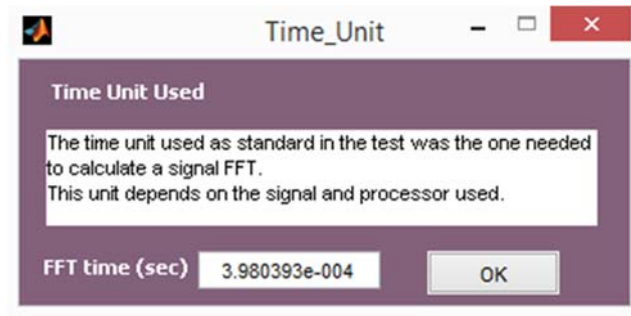 Time_Unit
Time Unit Used
The time unit used as standard in the test was the one needed
to calculate a signal FFT.
This unit depends on the signal and processor used.
FFT time (sec) 3.980393e-004 OK